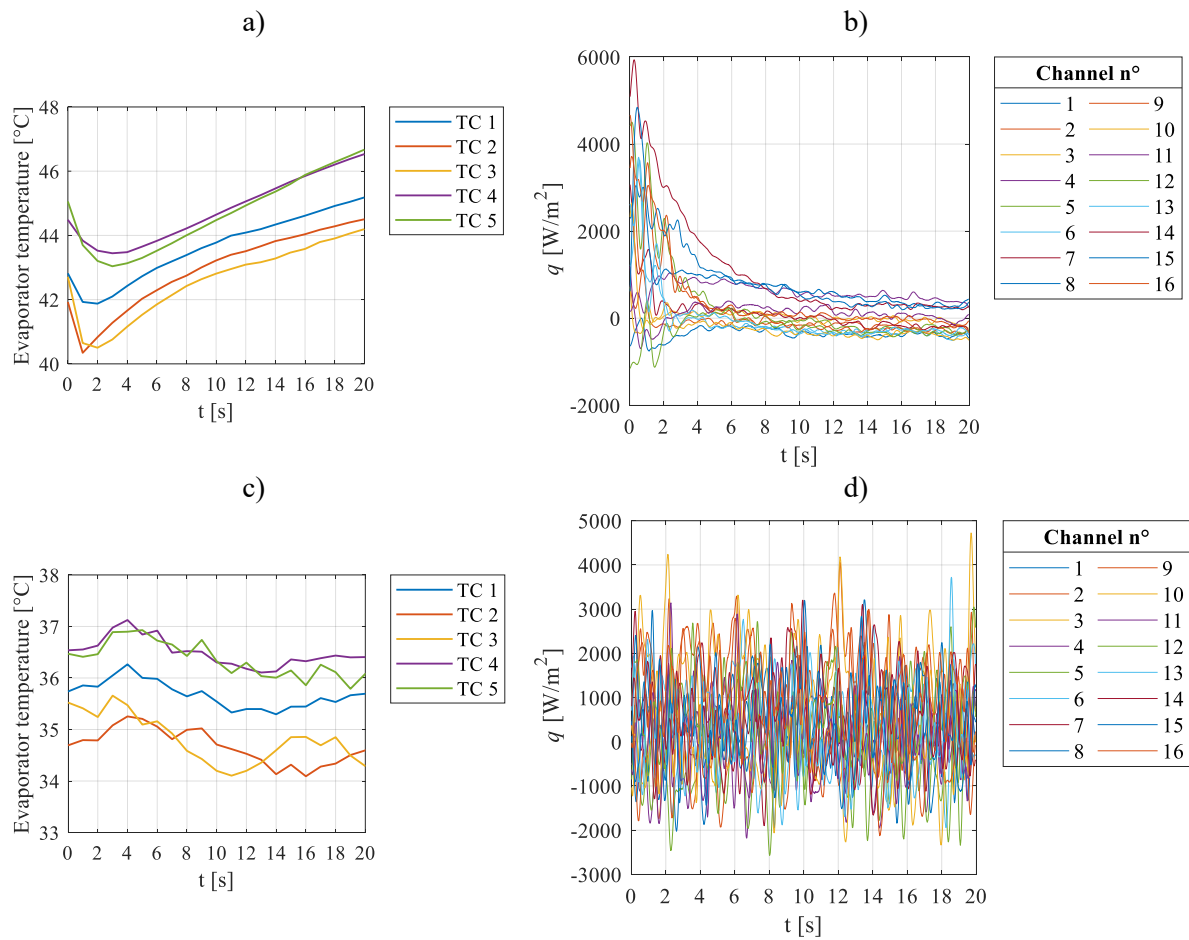 a)
Evaporator temperature [°C]
48
46
44
42
40
0 2 4 6 8 10 12 14 16 18 20
t [s]
TC 1
TC 2
TC 3
TC 4
TC 5
b)
q [W/m²]
6000
4000
2000
0
-2000
0 2 4 6 8 10 12 14 16 18 20
t [s]
Channel n°
1 9
2 10
3 11
4 12
5 13
6 14
7 15
8 16
c)
Evaporator temperature [°C]
38
37
36
35
34
33
0 2 4 6 8 10 12 14 16 18 20
t [s]
TC 1
TC 2
TC 3
TC 4
TC 5
d)
q [W/m²]
5000
4000
3000
2000
1000
0
-1000
-2000
-3000
0 2 4 6 8 10 12 14 16 18 20
t [s]
Channel n°
1 9
2 10
3 11
4 12
5 13
6 14
7 15
8 16